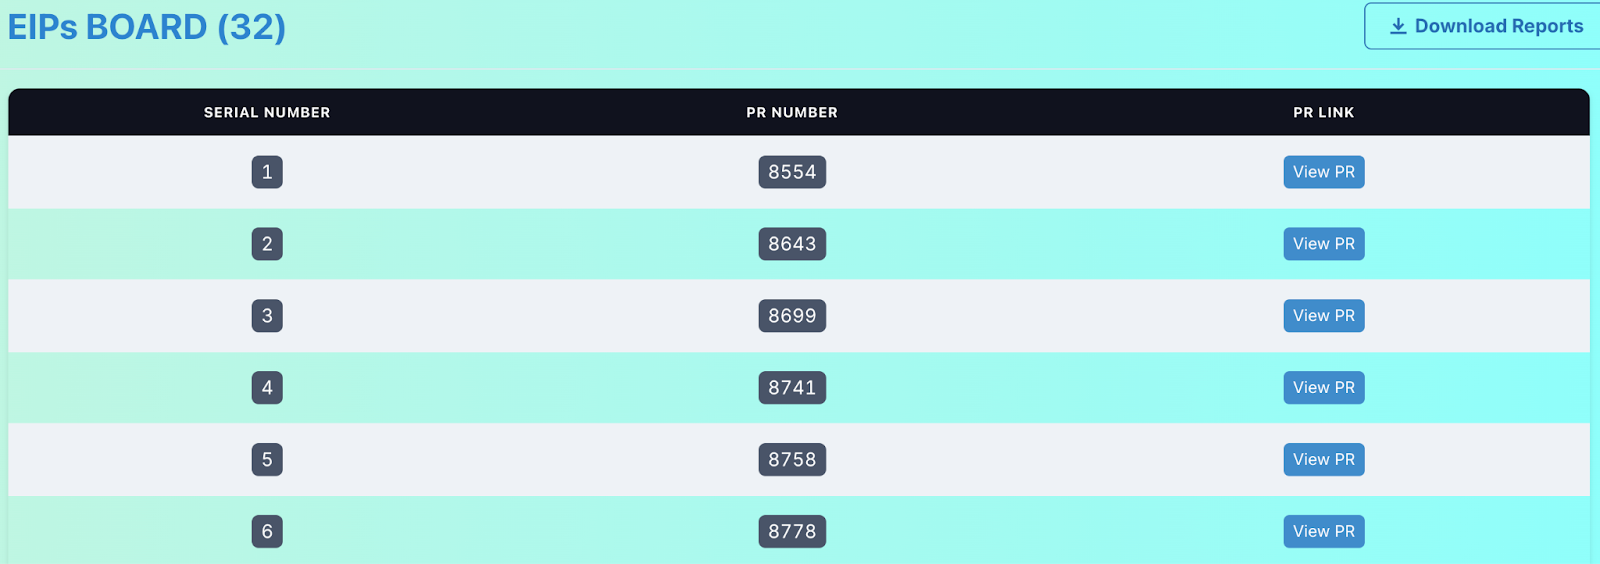 EIPs BOARD (32)
Download Reports
SERIAL NUMBER PR NUMBER PR LINK
1 8554 View PR
2 8643 View PR
3 8699 View PR
4 8741 View PR
5 8758 View PR
6 8778 View PR